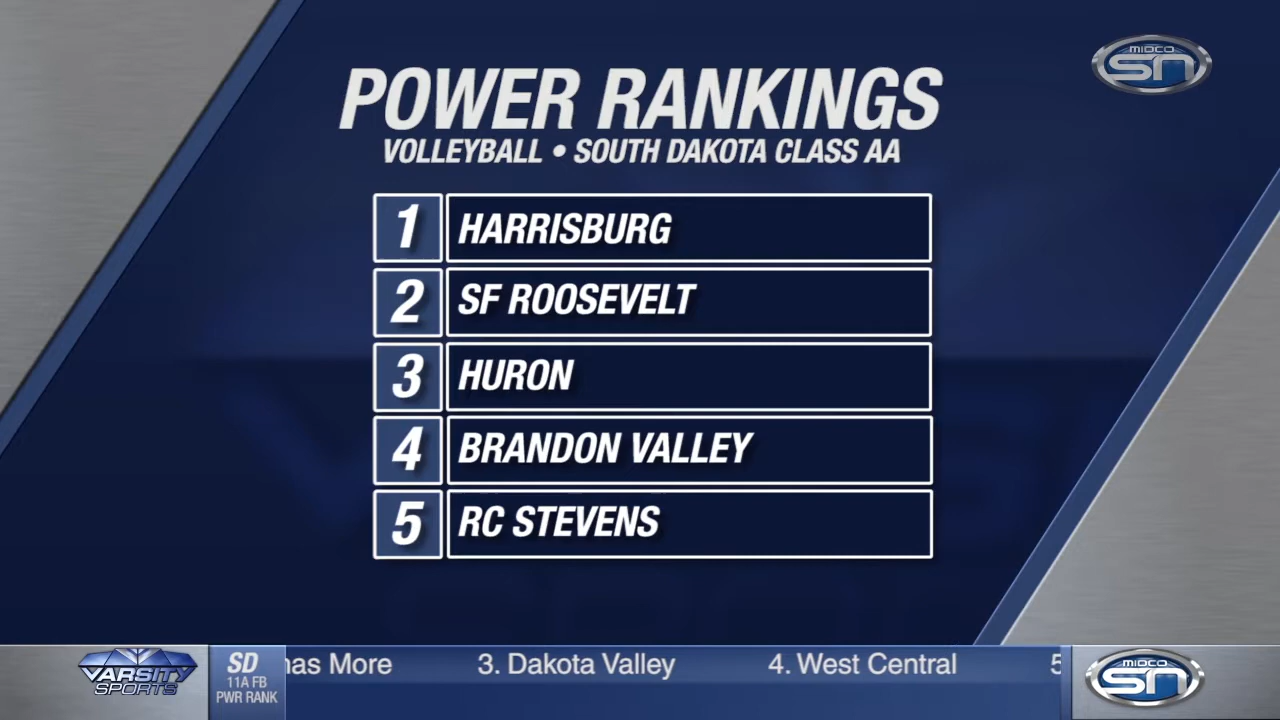 MIDCO
SN
POWER RANKINGS
VOLLEYBALL • SOUTH DAKOTA CLASS AA
1 HARRISBURG
2 SF ROOSEVELT
3 HURON
4 BRANDON VALLEY
5 RC STEVENS
VARSITY
SPORTS
SD
11A FB
PWR RANK
has More 3. Dakota Valley 4. West Central 5
MIDCO
SN